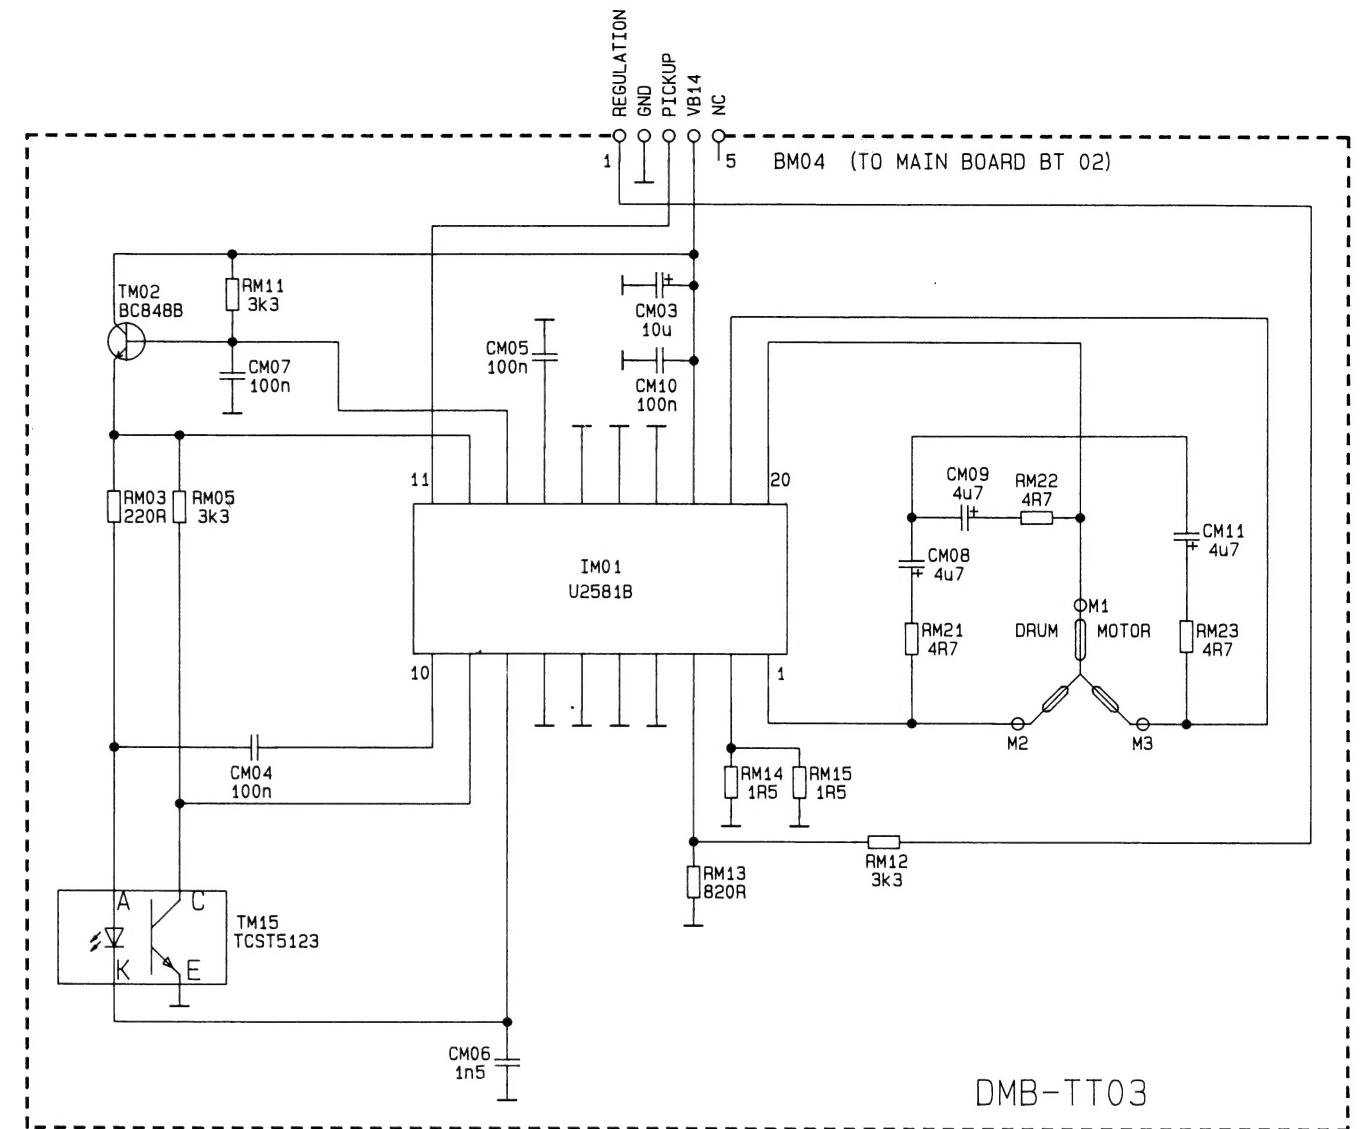 REGULATION
GND
PICKUP
VB14
NC
1
5
BM04 (TO MAIN BOARD BT 02)
TM02
BC848B
RM11
3k3
CM03
10u
CM07
100n
CM05
100n
CM10
100n
11
20
RM03
220R
RM05
3k3
IM01
U2581B
CM09
4u7
RM22
4R7
CM08
4u7
CM11
4u7
M1
DRUM MOTOR
RM21
4R7
RM23
4R7
10
1
M2
M3
CM04
100n
RM14
1R5
RM15
1R5
RM12
3k3
RM13
820R
A
C
K
E
TM15
TCST5123
CM06
1n5
DMB-TT03